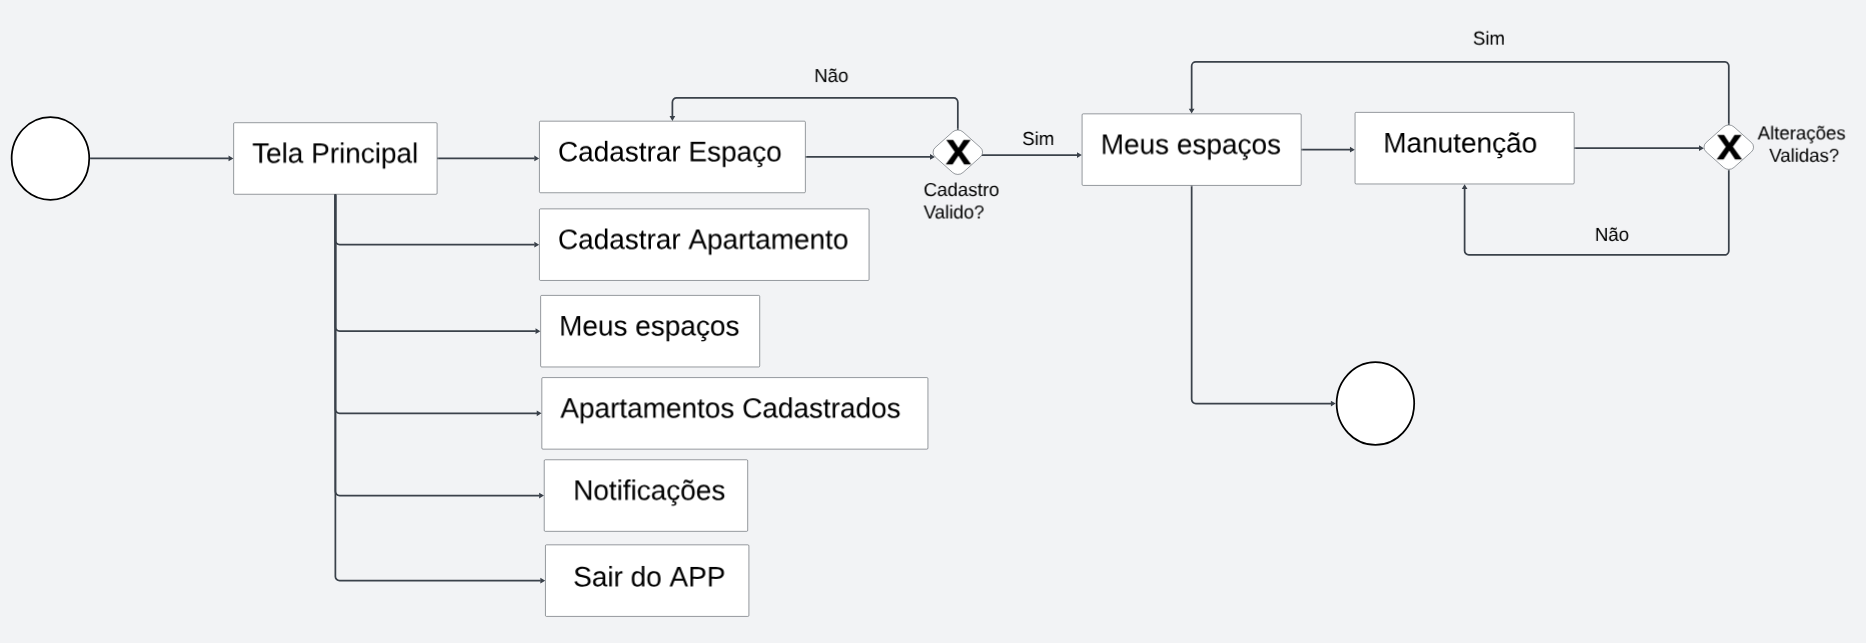 Sim
Não
Tela Principal
Cadastrar Espaço
X
Cadastro
Valido?
Sim
Meus espaços
Manutenção
X
Alterações
Validas?
Não
Cadastrar Apartamento
Meus espaços
Apartamentos Cadastrados
Notificações
Sair do APP